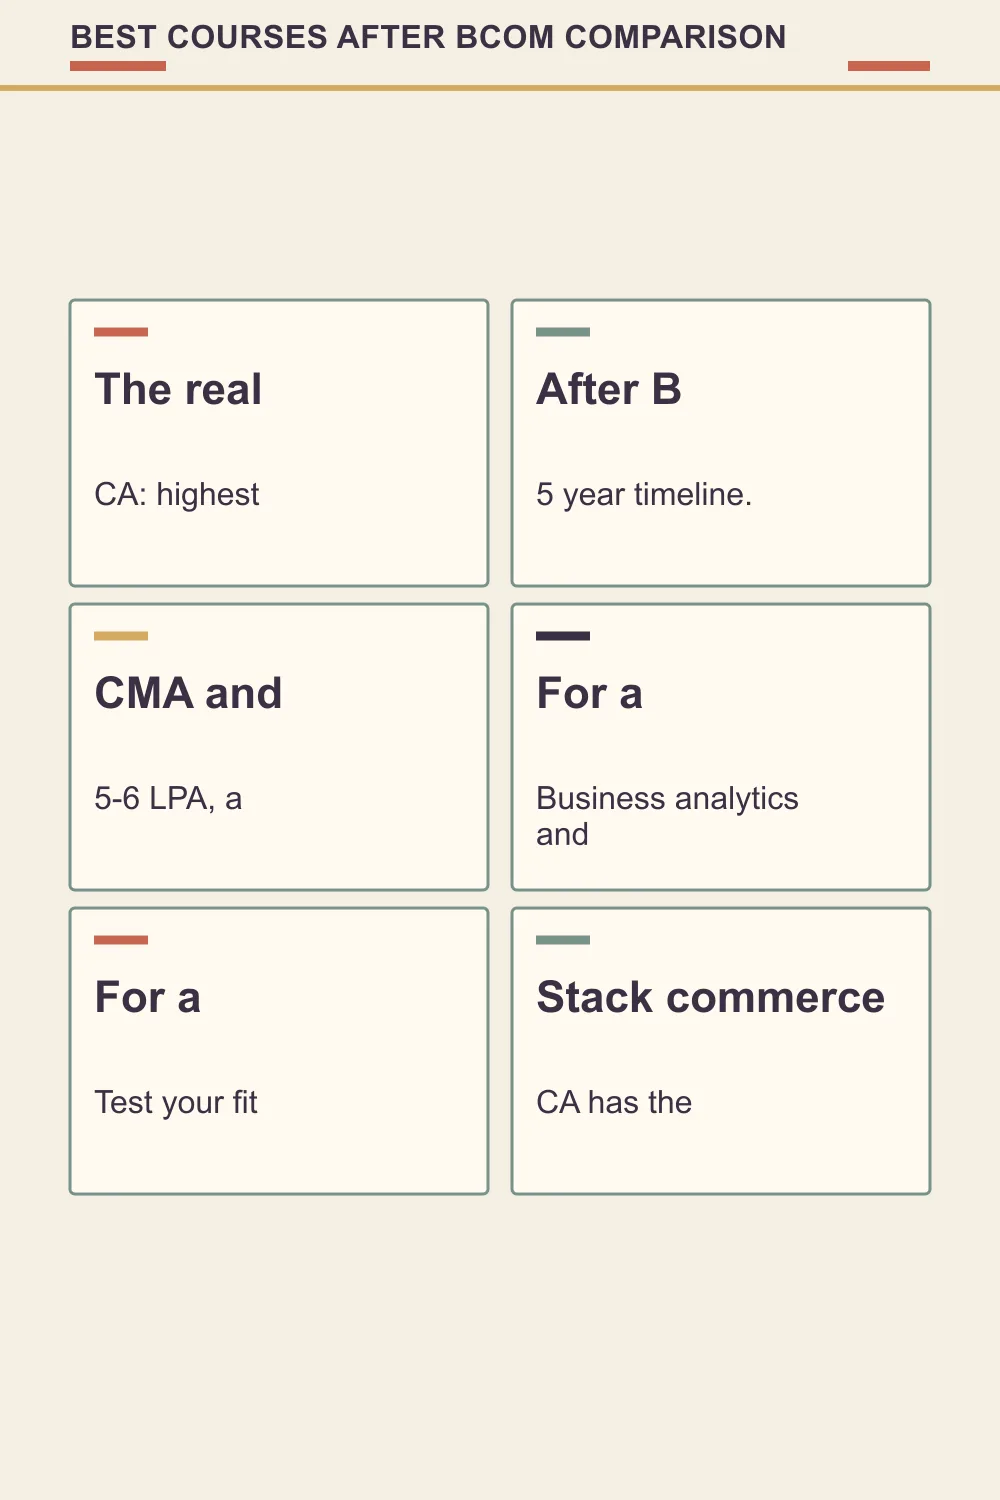 BEST COURSES AFTER BCOM COMPARISON
The real
CA: highest
After B
5 year timeline.
CMA and
5-6 LPA, a
For a
Business analytics
and
For a
Test your fit
Stack commerce
CA has the